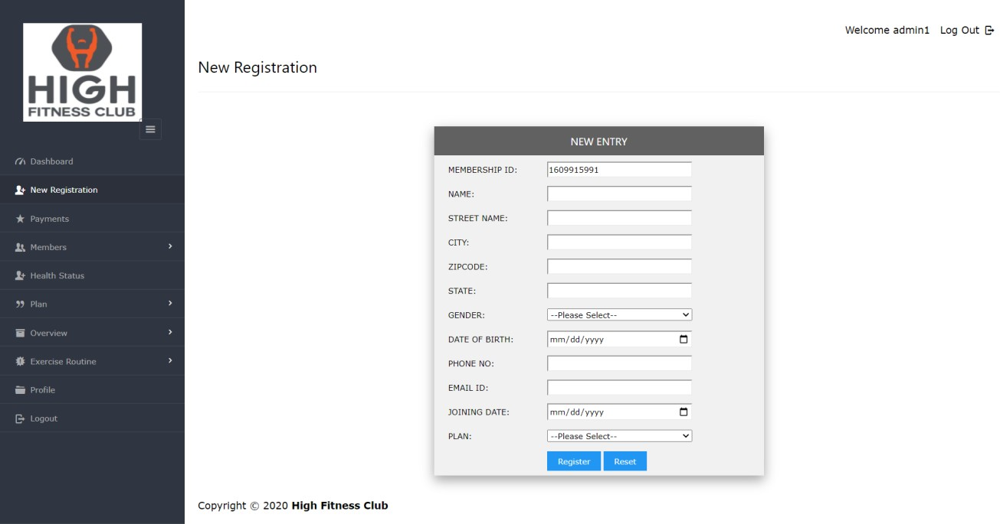 HIGH
FITNESS CLUB
Welcome admin1 Log Out
New Registration
Dashboard
New Registration
Payments
Members
Health Status
Plan
Overview
Exercise Routine
Profile
Logout
NEW ENTRY
MEMBERSHIP ID: 1609915991
NAME:
STREET NAME:
CITY:
ZIPCODE:
STATE:
GENDER: --Please Select--
DATE OF BIRTH: mm/dd/yyyy
PHONE NO:
EMAIL ID:
JOINING DATE: mm/dd/yyyy
PLAN: --Please Select--
Register Reset
Copyright © 2020 High Fitness Club